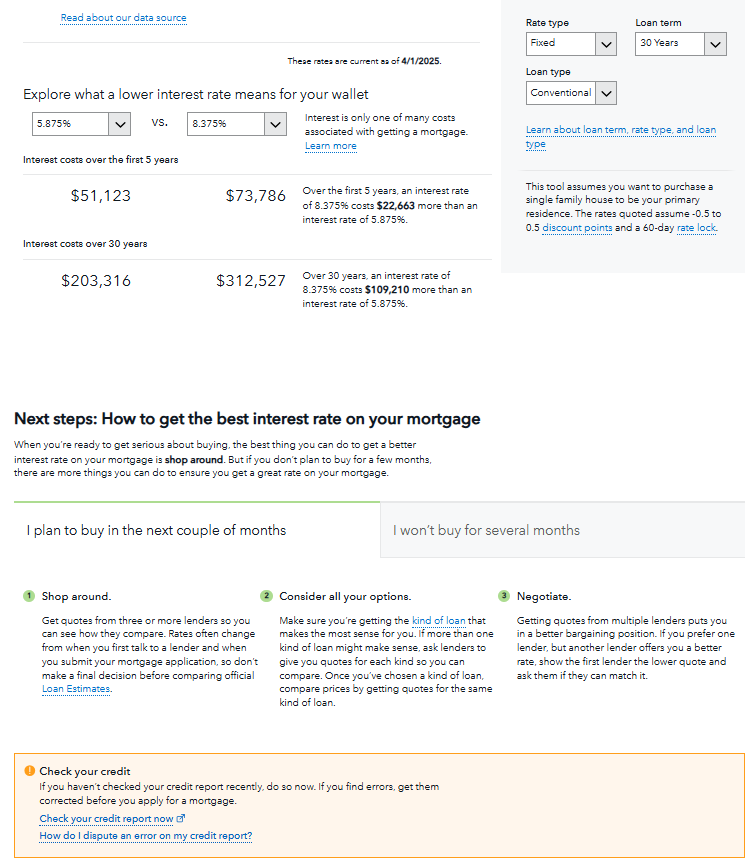 Read about our data source
These rates are current as of 4/1/2025.
Explore what a lower interest rate means for your wallet
5.875%
vs.
8.375%
Interest is only one of many costs
associated with getting a mortgage.
Learn more
Interest costs over the first 5 years
$51,123
$73,786
Over the first 5 years, an interest rate
of 8.375% costs $22,663 more than an
interest rate of 5.875%.
Interest costs over 30 years
$203,316
$312,527
Over 30 years, an interest rate of
8.375% costs $109,210 more than an
interest rate of 5.875%.
Rate type
Loan term
Fixed
30 Years
Loan type
Conventional
Learn about loan term, rate type, and loan
type
This tool assumes you want to purchase a
single family house to be your primary
residence. The rates quoted assume -0.5 to
0.5 discount points and a 60-day rate lock.
Next steps: How to get the best interest rate on your mortgage
When you're ready to get serious about buying, the best thing you can do to get a better
interest rate on your mortgage is shop around. But if you don't plan to buy for a few months,
there are more things you can do to ensure you get a great rate on your mortgage.
I plan to buy in the next couple of months
I won't buy for several months
1 Shop around.
Get quotes from three or more lenders so you
can see how they compare. Rates often change
from when you first talk to a lender and when
you submit your mortgage application, so don't
make a final decision before comparing official
Loan Estimates.
2 Consider all your options.
Make sure you're getting the kind of loan that
makes the most sense for you. If more than one
kind of loan might make sense, ask lenders to
give you quotes for each kind so you can
compare. Once you've chosen a kind of loan,
compare prices by getting quotes for the same
kind of loan.
3 Negotiate.
Getting quotes from multiple lenders puts you
in a better bargaining position. If you prefer one
lender, but another lender offers you a better
rate, show the first lender the lower quote and
ask them if they can match it.
Check your credit
If you haven't checked your credit report recently, do so now. If you find errors, get them
corrected before you apply for a mortgage.
Check your credit report now
How do I dispute an error on my credit report?